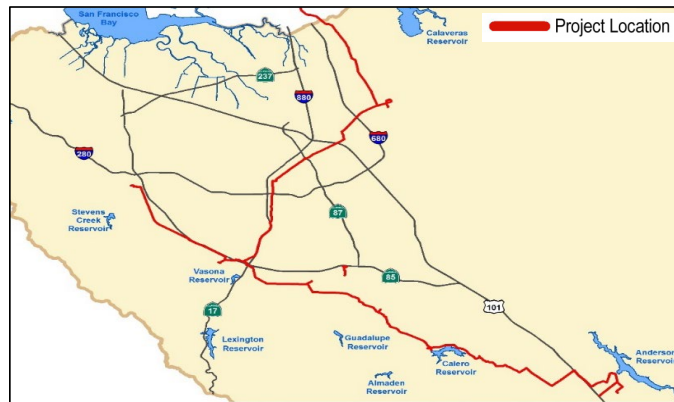 San Francisco
Bay
Calaveras
Reservoir
Project Location
237
880
280
680
Stevens
Creek
Reservoir
87
Vasona
Reservoir
85
17
101
Lexington
Reservoir
Guadalupe
Reservoir
Calero
Reservoir
Anderson
Reservoir
Almaden
Reservoir